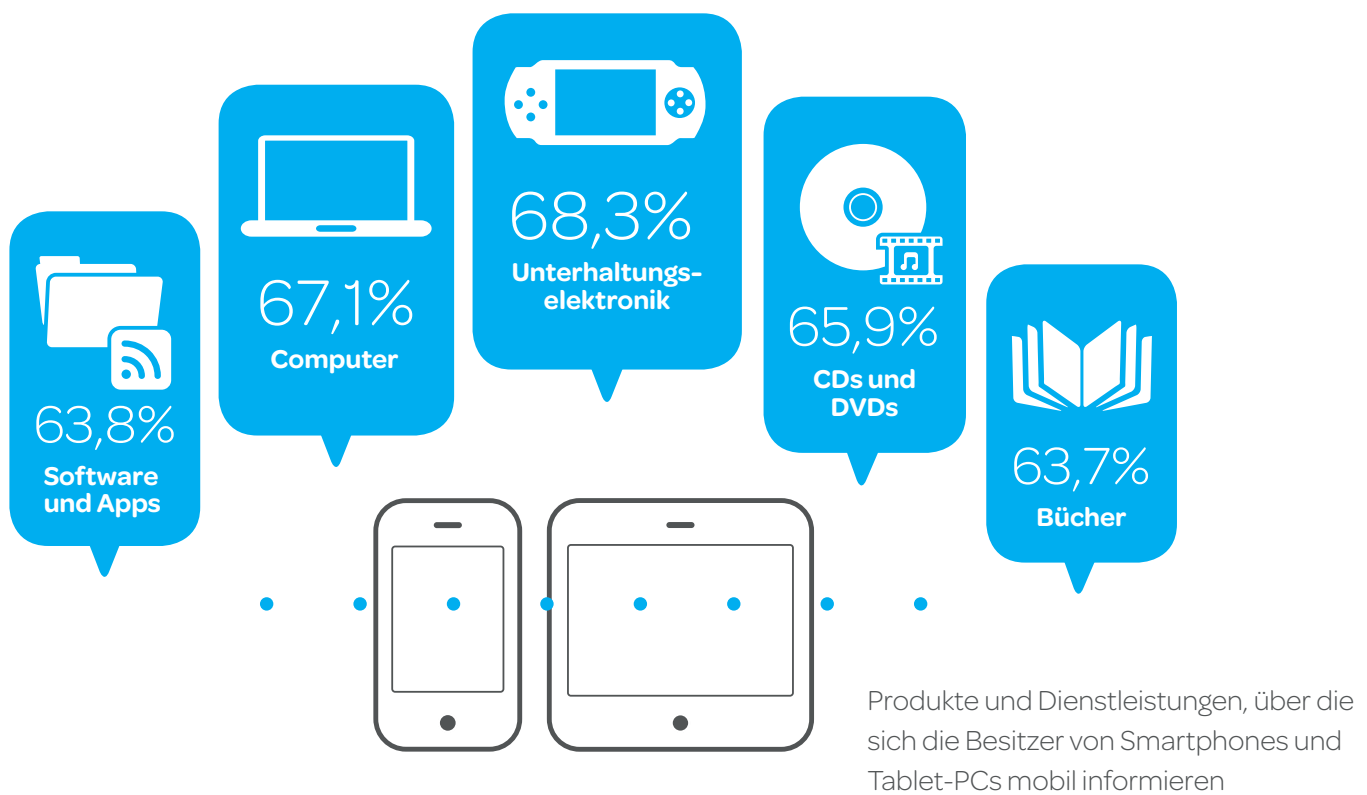 63,8%
Software
und Apps
67,1%
Computer
68,3%
Unterhaltungs-
elektronik
65,9%
CDs und
DVDs
63,7%
Bücher
Produkte und Dienstleistungen, über die
sich die Besitzer von Smartphones und
Tablet-PCs mobil informieren